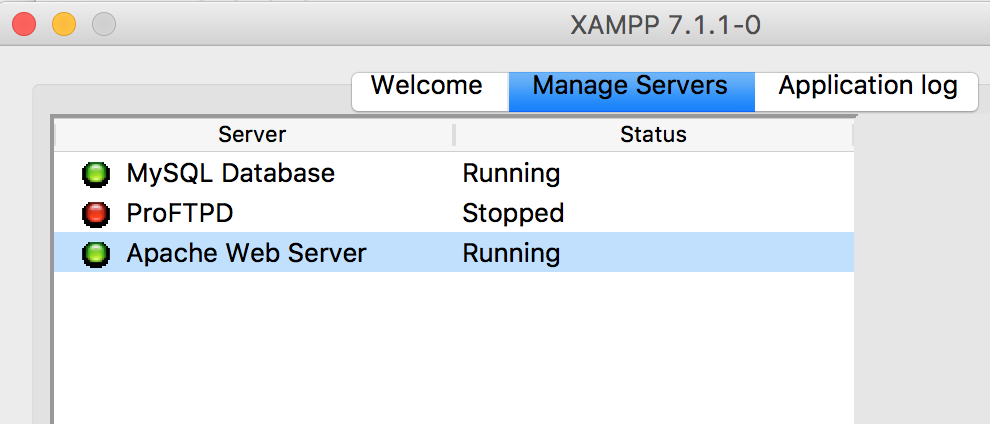 XAMPP 7.1.1-0
Welcome Manage Servers Application log
Server Status
MySQL Database Running
ProFTPD Stopped
Apache Web Server Running